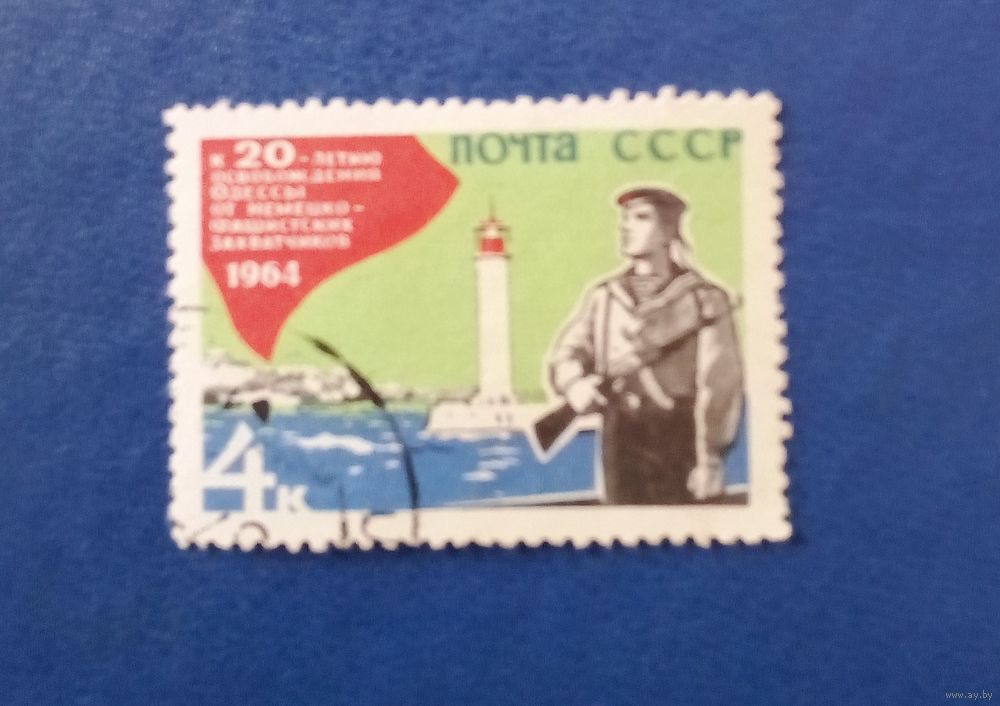 К 20-ЛЕТИЮ
ОСВОБОЖДЕНИЯ
ОДЕССЫ
ОТ НЕМЕЦКО-
ФАШИСТСКИХ
ЗАХВАТЧИКОВ
1964
ПОЧТА СССР
4к
www.ay.by